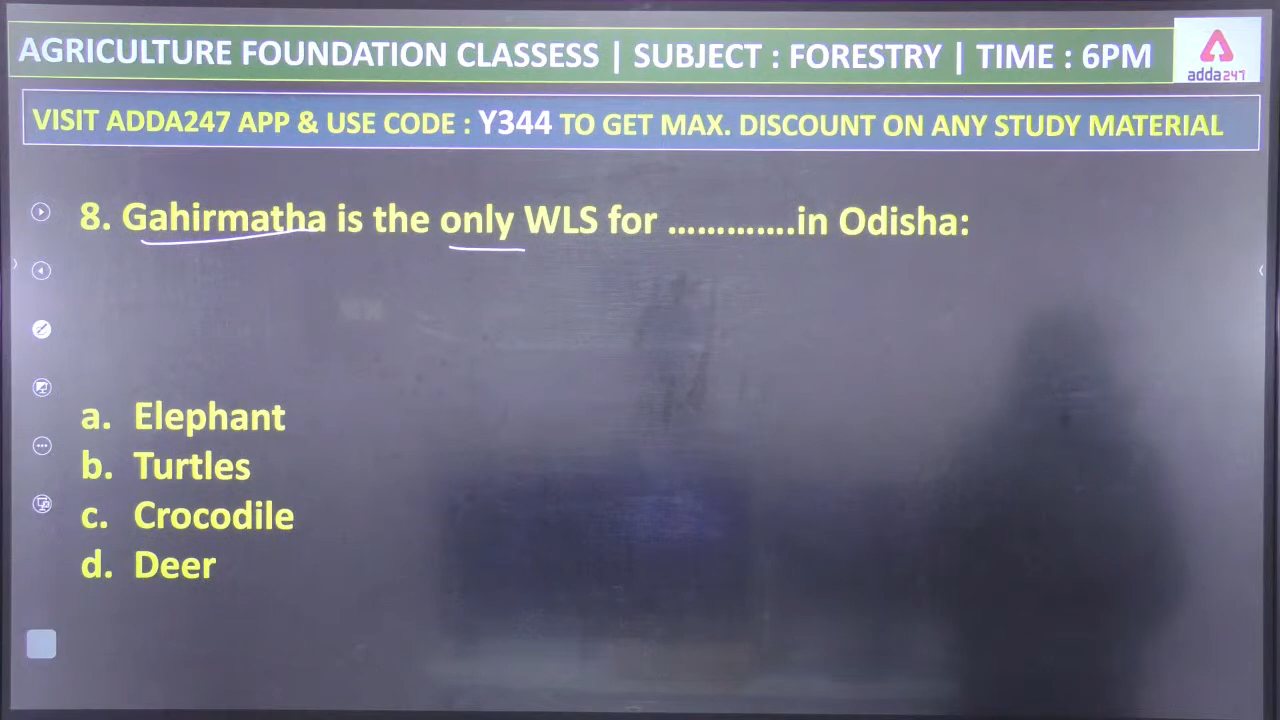 AGRICULTURE FOUNDATION CLASSESS | SUBJECT : FORESTRY | TIME : 6PM
adda247
VISIT ADDA247 APP & USE CODE : Y344 TO GET MAX. DISCOUNT ON ANY STUDY MATERIAL
8. Gahirmatha is the only WLS for ………….in Odisha:
a. Elephant
b. Turtles
c. Crocodile
d. Deer